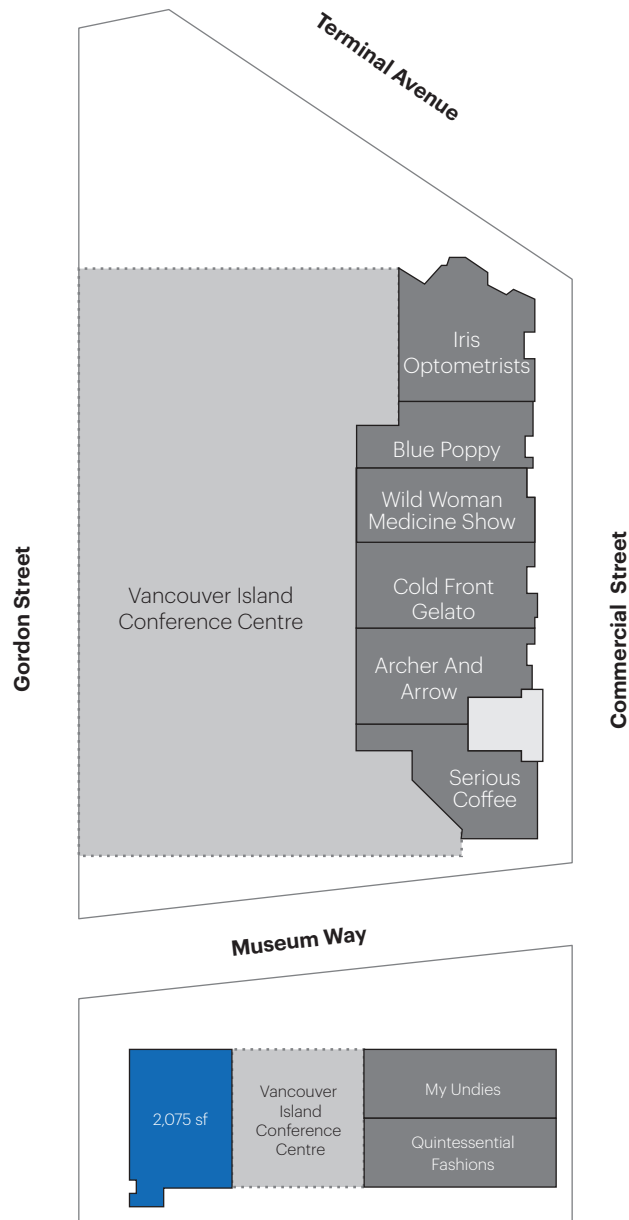 Terminal Avenue
Iris
Optometrists
Blue Poppy
Wild Woman
Medicine Show
Cold Front
Gelato
Archer And
Arrow
Serious
Coffee
Vancouver Island
Conference Centre
Gordon Street
Commercial Street
Museum Way
2,075 sf
Vancouver
Island
Conference
Centre
My Undies
Quintessential
Fashions